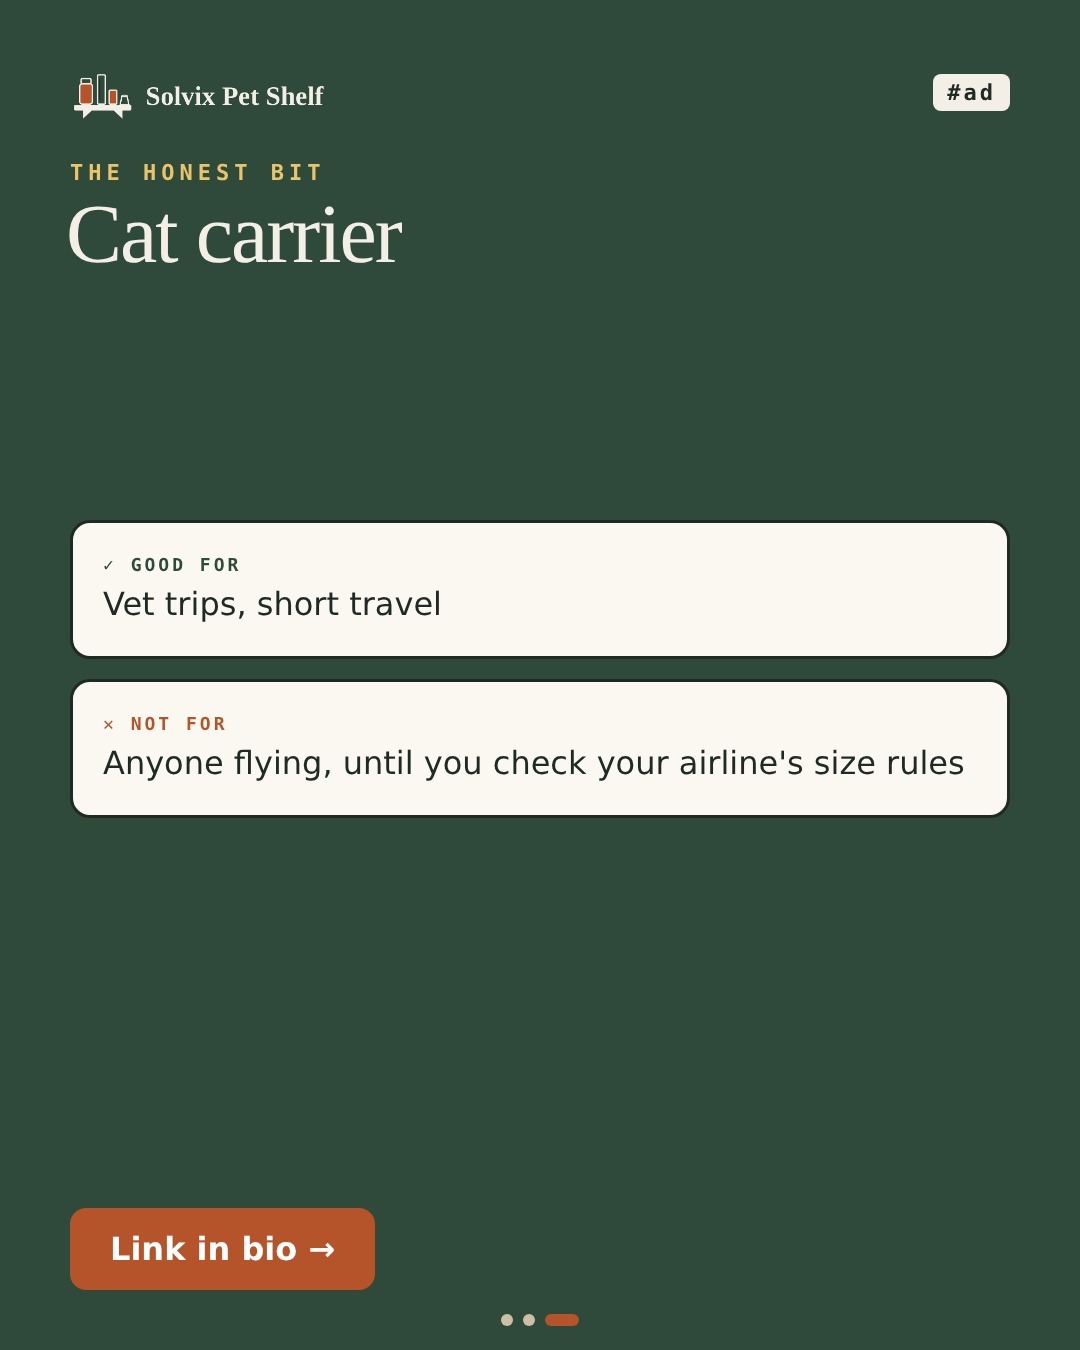 Solvix Pet Shelf
#ad
THE HONEST BIT
Cat carrier
✓ GOOD FOR
Vet trips, short travel
✕ NOT FOR
Anyone flying, until you check your airline's size rules
Link in bio →